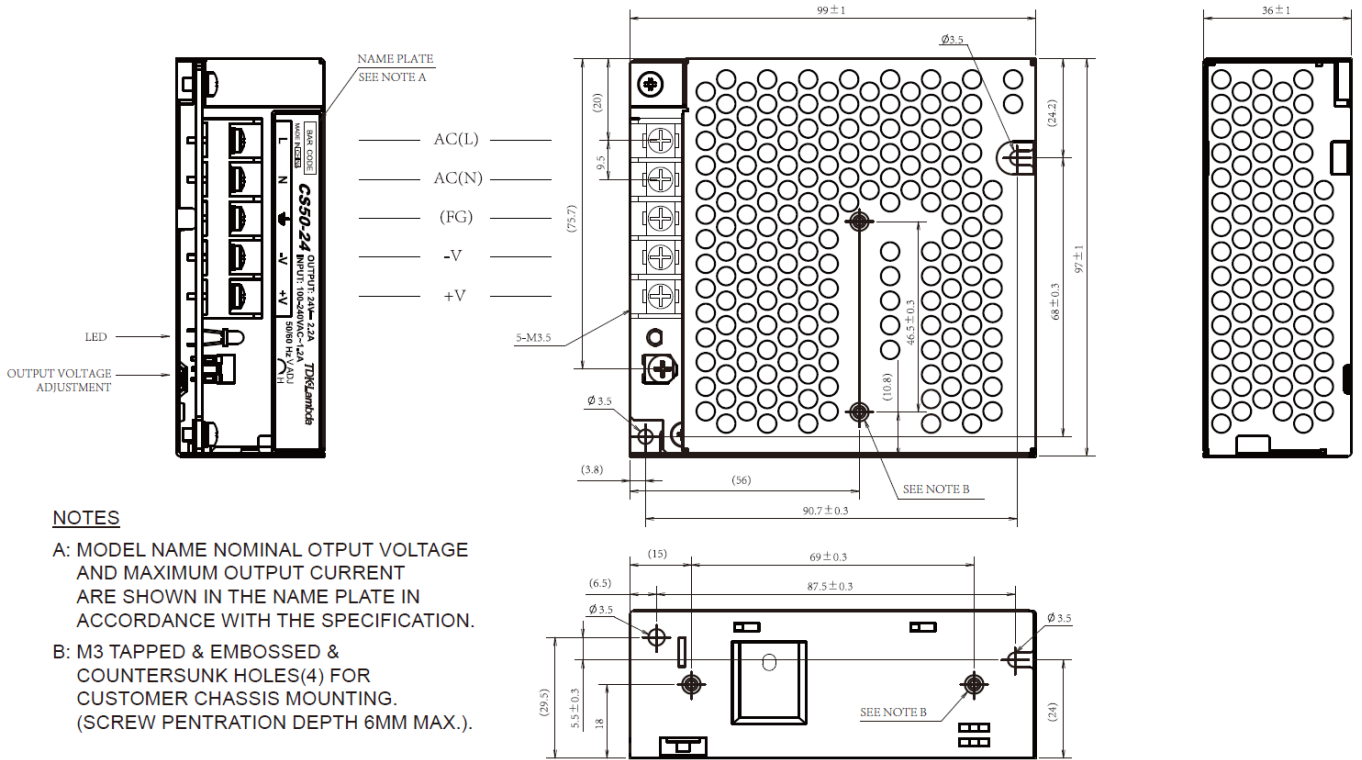 NAME PLATE
SEE NOTE A
BAR CODE
MADE IN
L
N
-V
+V
CS50-24
OUTPUT: 24V 2.2A
INPUT: 100-240VAC~1.2A
50/60 Hz
V.ADJ
H
TDK-Lambda
AC(L)
AC(N)
(FG)
-V
+V
LED
OUTPUT VOLTAGE
ADJUSTMENT
99±1
Ø3.5
(20)
9.5
(75.7)
5-M3.5
Ø3.5
(24.2)
68±0.3
97±1
46.5±0.3
(10.8)
(3.8)
(56)
SEE NOTE B
90.7±0.3
36±1
NOTES
A: MODEL NAME NOMINAL OTPUT VOLTAGE
AND MAXIMUM OUTPUT CURRENT
ARE SHOWN IN THE NAME PLATE IN
ACCORDANCE WITH THE SPECIFICATION.
B: M3 TAPPED & EMBOSSED &
COUNTERSUNK HOLES(4) FOR
CUSTOMER CHASSIS MOUNTING.
(SCREW PENTRATION DEPTH 6MM MAX.).
(15)
69±0.3
(6.5)
87.5±0.3
Ø3.5
Ø3.5
(29.5)
5.5±0.3
18
SEE NOTE B
(24)